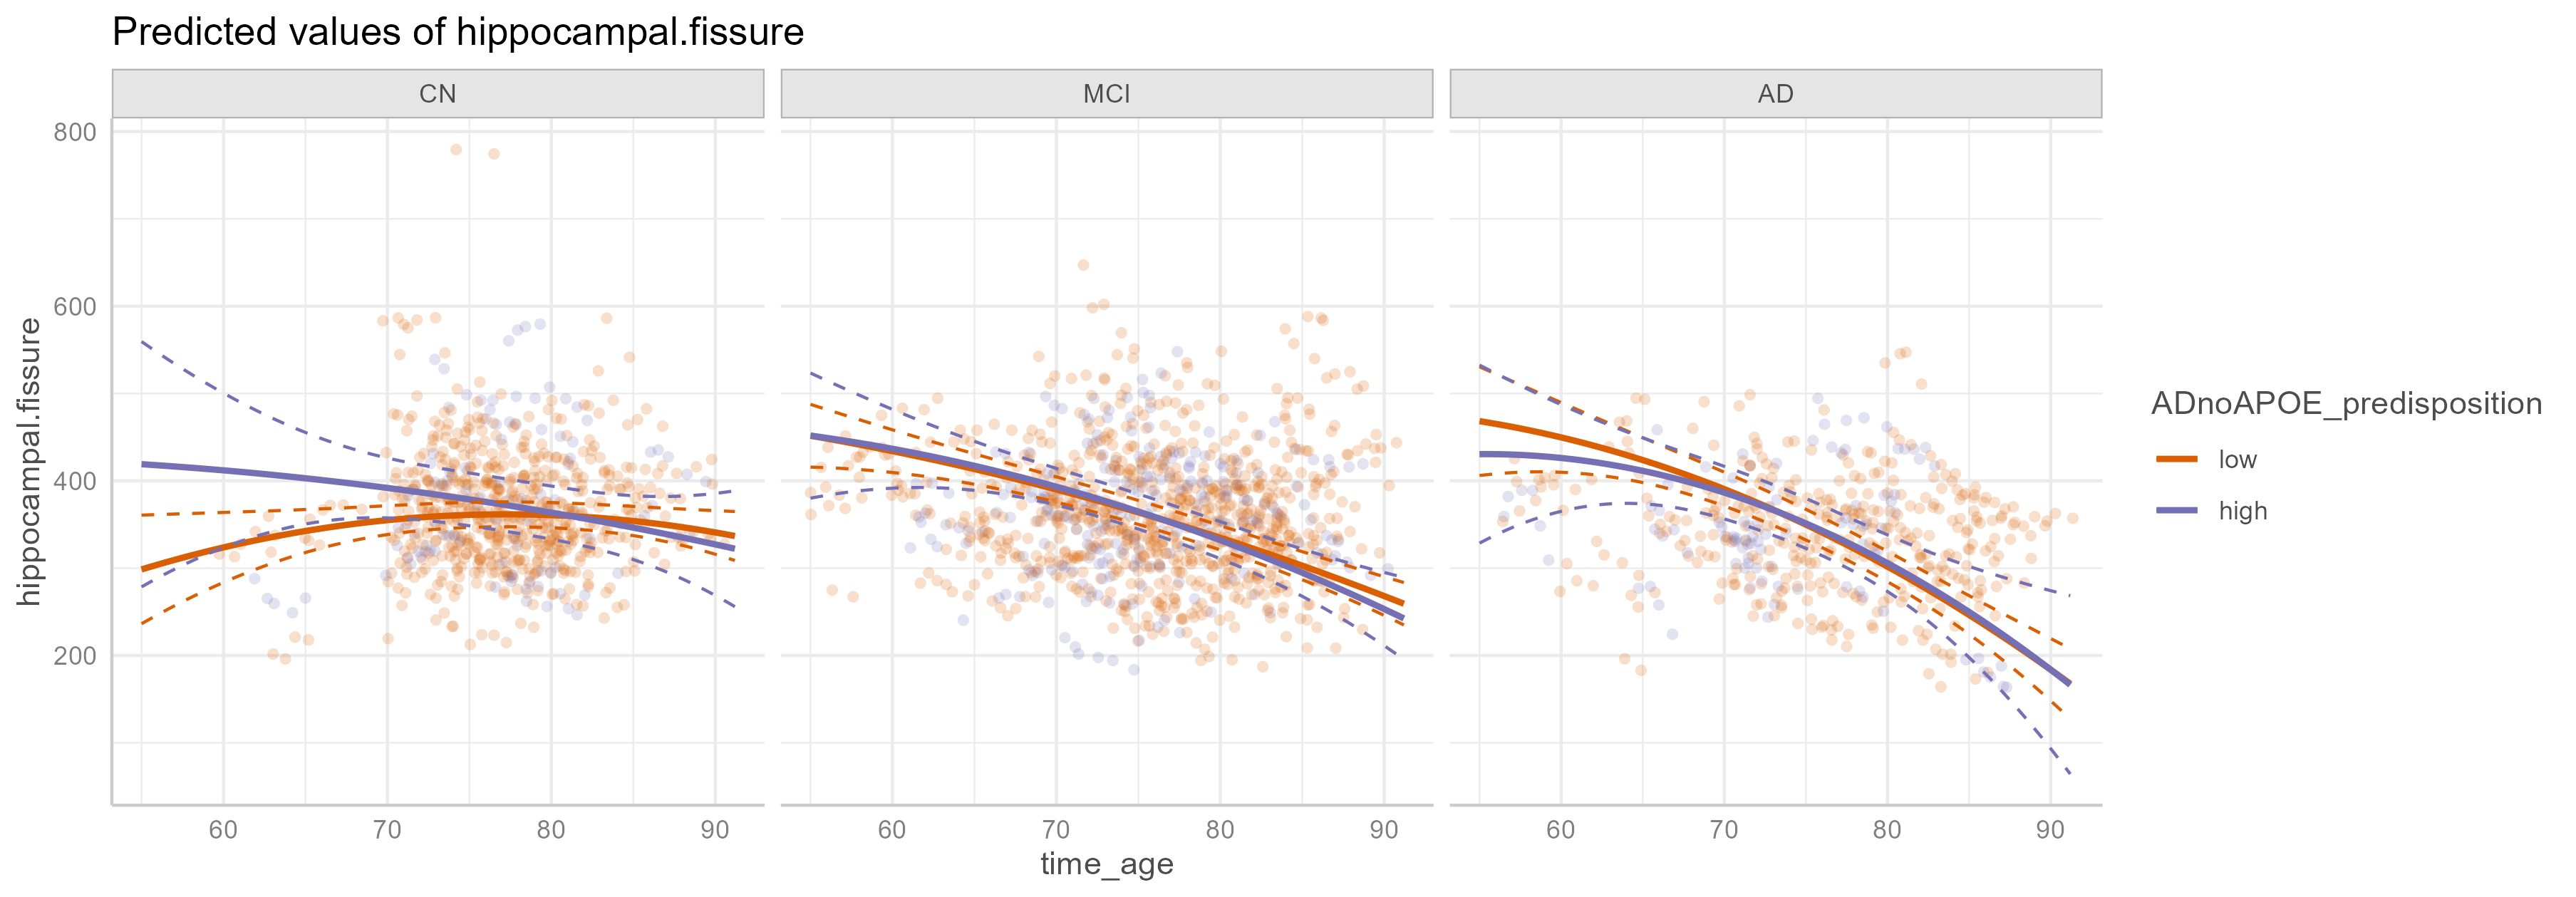 Predicted values of hippocampal.fissure
CN
MCI
AD
800
600
400
200
hippocampal.fissure
60
70
80
90
60
70
80
90
60
70
80
90
time_age
ADnoAPOE_predisposition
low
high